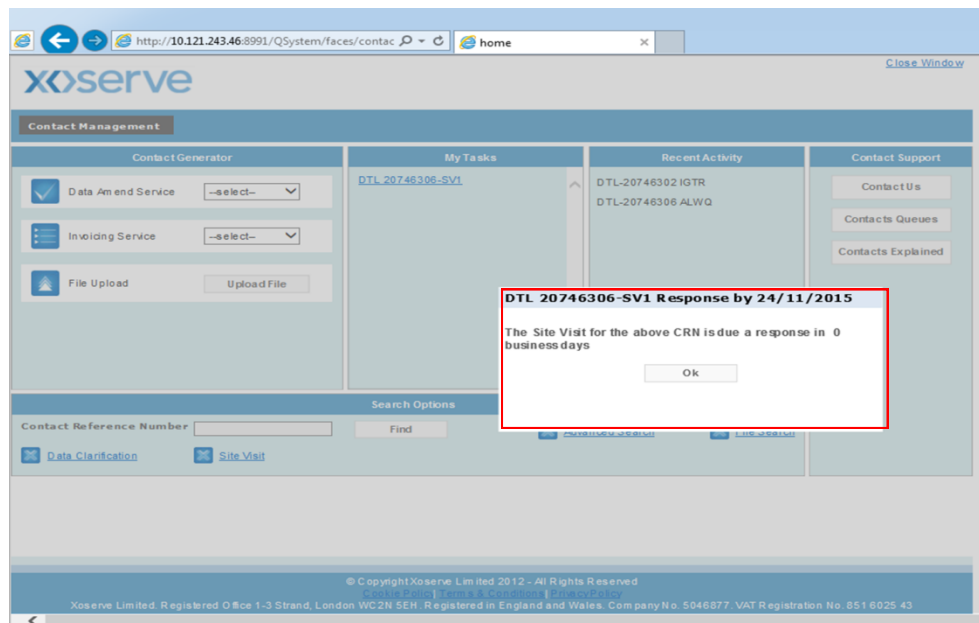 http://10.121.243.46:8991/QSystem/faces/contac
home
Close Window
xoserve
Contact Management
Contact Generator
My Tasks
Recent Activity
Contact Support
Data Amend Service
--select--
Invoicing Service
--select--
File Upload
Upload File
DTL 20746306-SV1
DTL-20746302 IGTR
DTL-20746306 ALWQ
Contact Us
Contacts Queues
Contacts Explained
DTL 20746306-SV1 Response by 24/11/2015
The Site Visit for the above CRN is due a response in 0
business days
Ok
Search Options
Contact Reference Number
Find
Advanced Search
File Search
Data Clarification
Site Visit
© Copyright Xoserve Limited 2012 - All Rights Reserved
Cookie Policy| Terms & Conditions| Privacy Policy
Xoserve Limited. Registered Office 1-3 Strand, London WC2N 5EH. Registered in England and Wales. Company No. 5046877. VAT Registration No. 851 6025 43